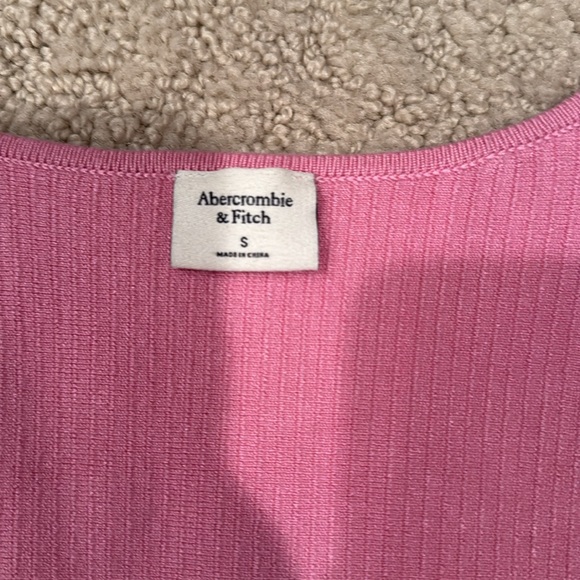 Abercrombie
& Fitch
S
MADE IN CHINA